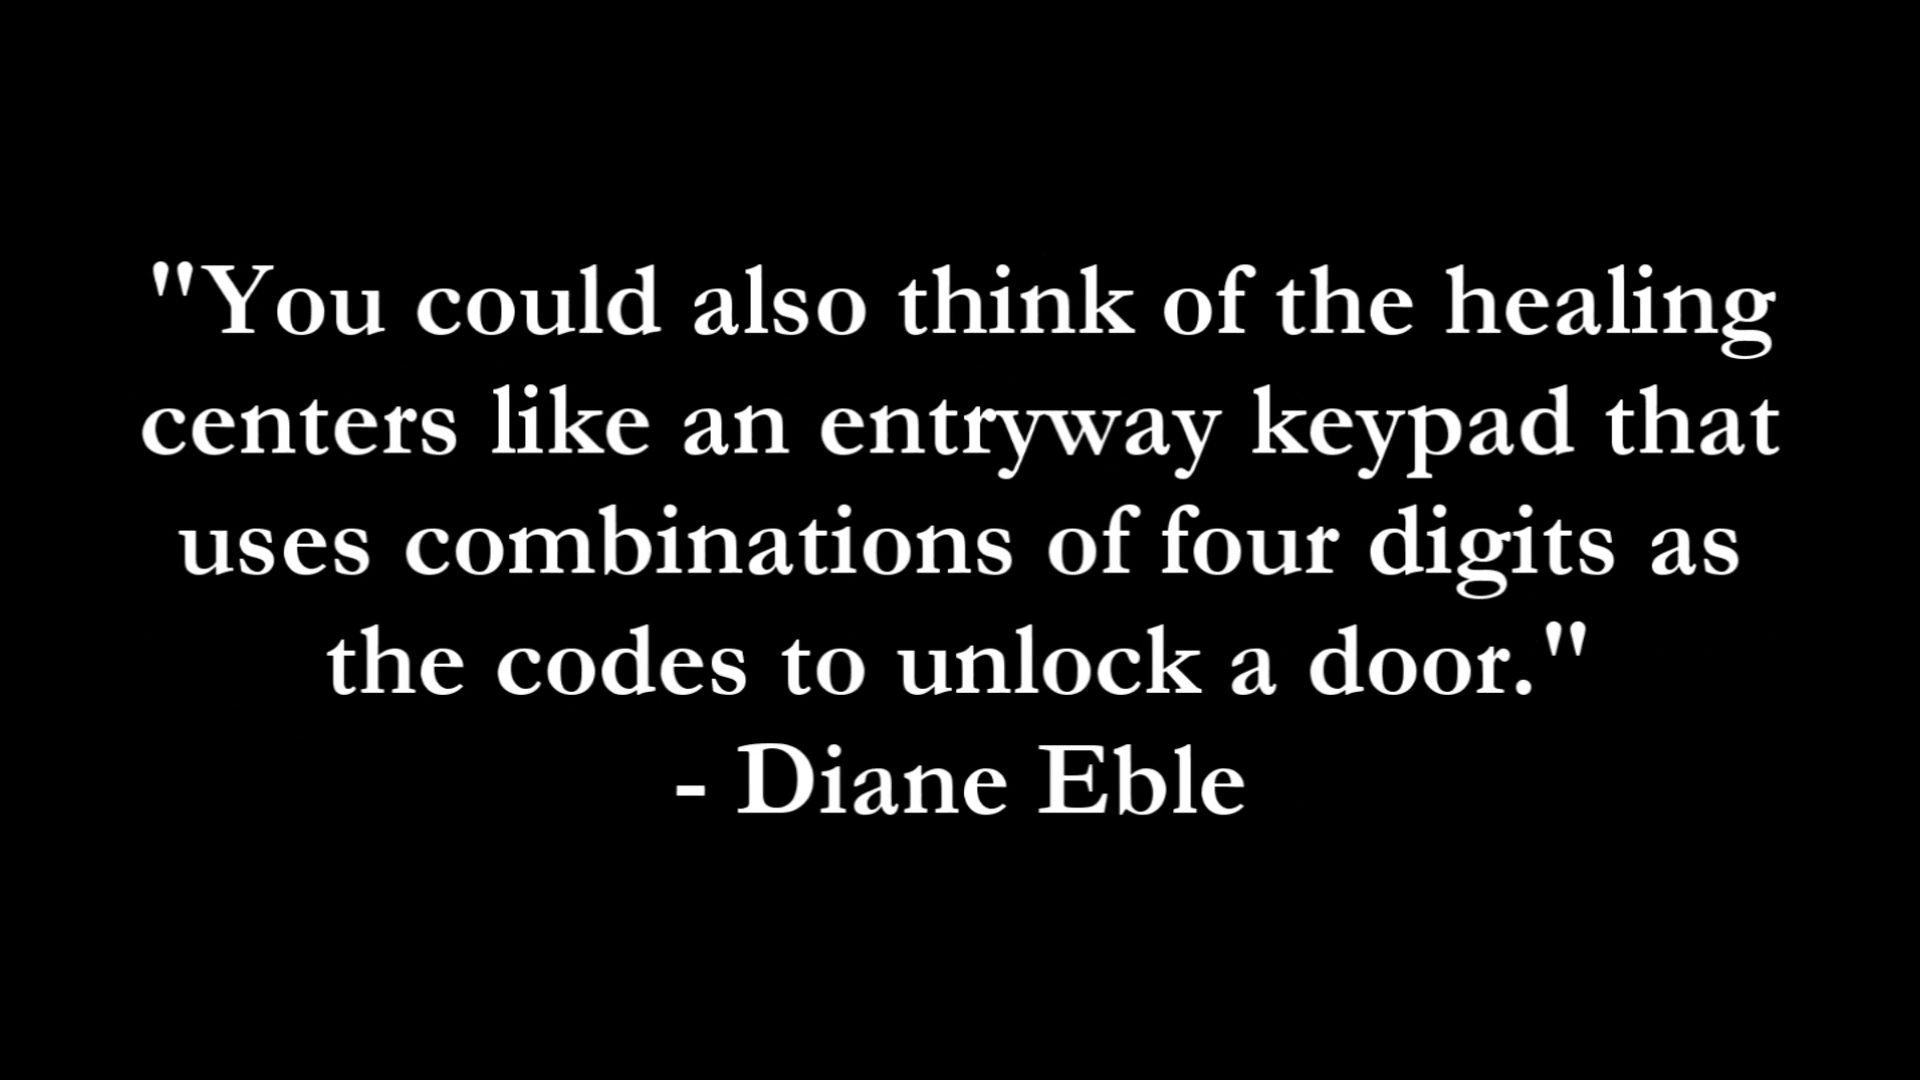 "You could also think of the healing
centers like an entryway keypad that
uses combinations of four digits as
the codes to unlock a door."
- Diane Eble